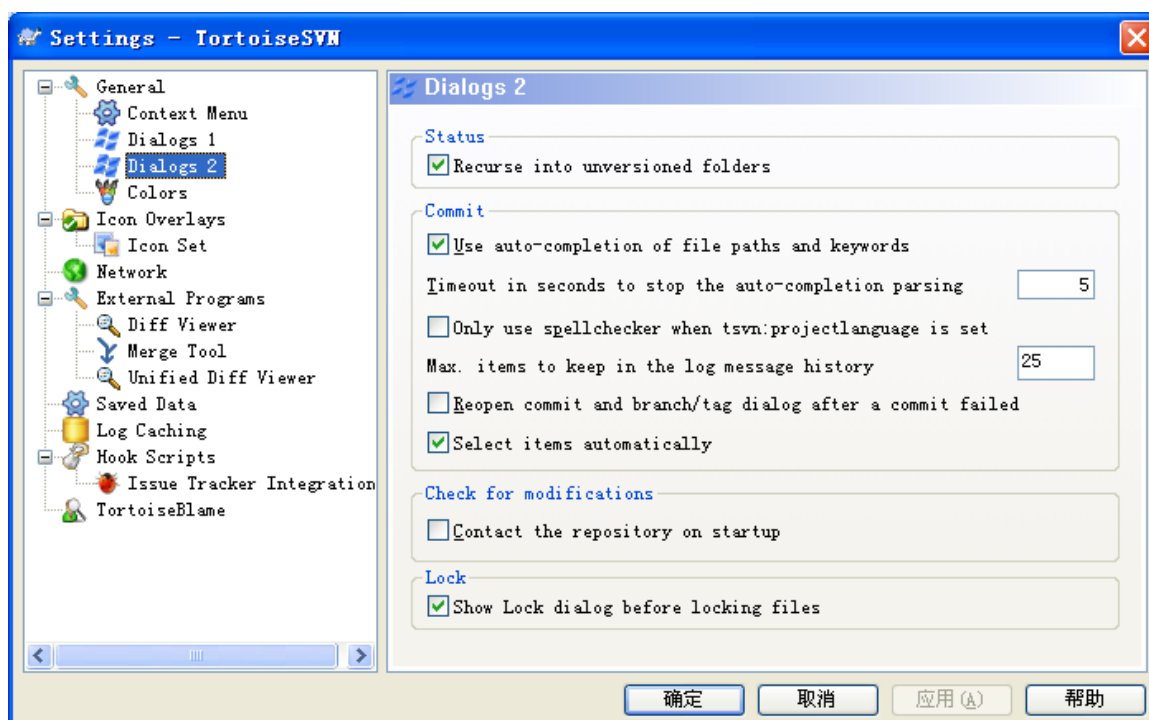 Settings - TortoiseSVN
General
Context Menu
Dialogs 1
Dialogs 2
Colors
Icon Overlays
Icon Set
Network
External Programs
Diff Viewer
Merge Tool
Unified Diff Viewer
Saved Data
Log Caching
Hook Scripts
Issue Tracker Integration
TortoiseBlame
Dialogs 2
Status
Recurse into unversioned folders
Commit
Use auto-completion of file paths and keywords
Timeout in seconds to stop the auto-completion parsing 5
Only use spellchecker when tsvn:projectlanguage is set
Max. items to keep in the log message history 25
Reopen commit and branch/tag dialog after a commit failed
Select items automatically
Check for modifications
Contact the repository on startup
Lock
Show Lock dialog before locking files
确定 取消 应用(A) 帮助